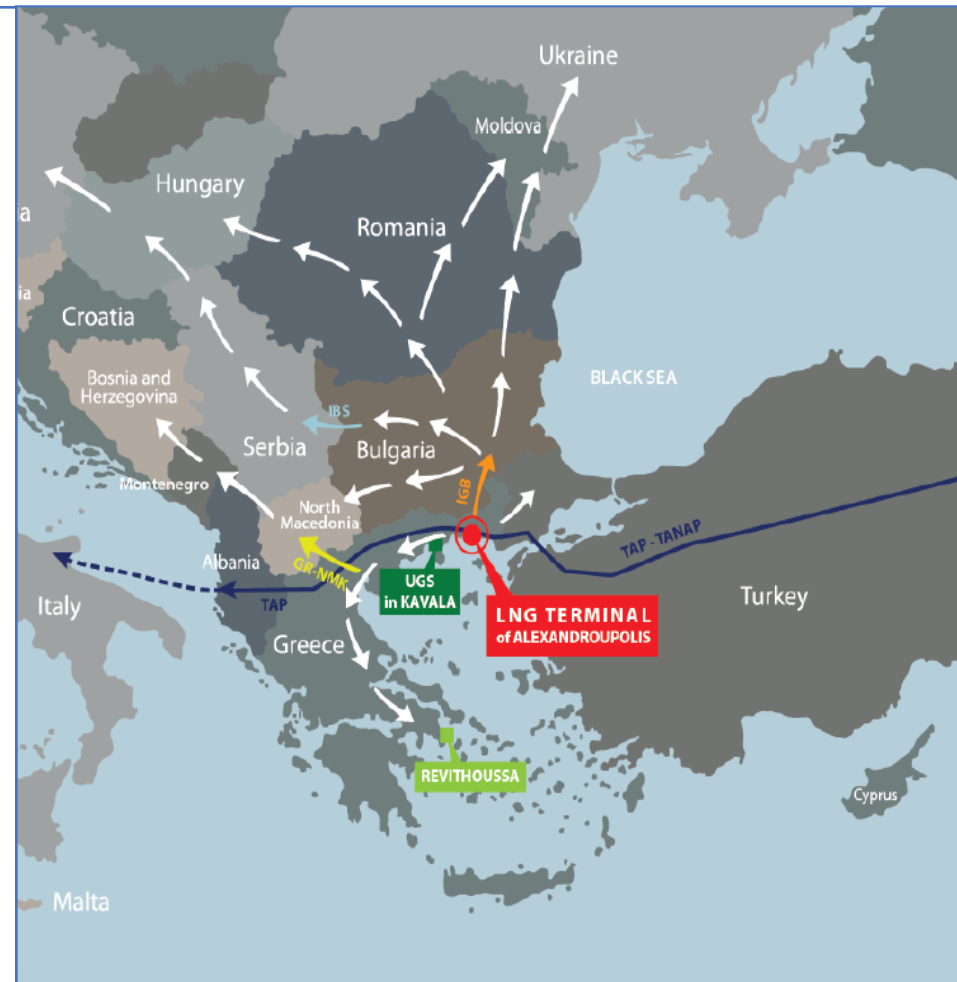 Ukraine
Moldova
Hungary
a
Romania
ia
Croatia
Bosnia and
Herzegovina
BLACK SEA
IBS
Serbia
Bulgaria
Montenegro
IGB
North
Macedonia
TAP - TANAP
Albania
GR-NMK
UGS
in KAVALA
TAP
Italy
Turkey
LNG TERMINAL
of ALEXANDROUPOLIS
Greece
REVITHOUSSA
Cyprus
Malta